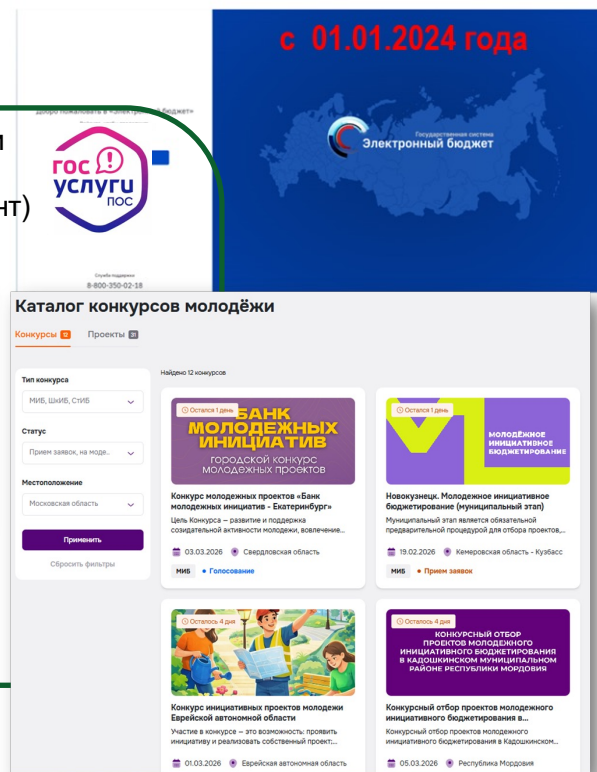 с 01.01.2024 года
Добро пожаловать в «Электронный бюджет»
и
гос
услуги
пос
нт)
Государственная система
Электронный бюджет
Служба поддержки
8-800-350-02-18
Каталог конкурсов молодёжи
Конкурсы 12 Проекты 31
Тип конкурса
МИБ, ШкИБ, СтИБ
Статус
Прием заявок, на моде..
Местоположение
Московская область
Применить
Сбросить фильтры
Найдено 12 конкурсов
Остался 1 день
БАНК
МОЛОДЕЖНЫХ
ИНИЦИАТИВ
ГОРОДСКОЙ КОНКУРС
МОЛОДЕЖНЫХ ПРОЕКТОВ
Конкурс молодежных проектов «Банк
молодежных инициатив - Екатеринбург»
Цель Конкурса – развитие и поддержка
созидательной активности молодежи, вовлечение...
03.03.2026 Свердловская область
МИБ • Голосование
Остался 1 день
МОЛОДЁЖНОЕ
ИНИЦИАТИВНОЕ
БЮДЖЕТИРОВАНИЕ
Новокузнецк. Молодежное инициативное
бюджетирование (муниципальный этап)
Муниципальный этап является обязательной
предварительной процедурой для отбора проектов,...
19.02.2026 Кемеровская область - Кузбасс
МИБ • Прием заявок
Осталось 4 дня
Конкурс инициативных проектов молодежи
Еврейской автономной области
Участие в конкурсе – это возможность: проявить
инициативу и реализовать собственный проект;...
01.03.2026 Еврейская автономная область
Осталось 4 дня
КОНКУРСНЫЙ ОТБОР
ПРОЕКТОВ МОЛОДЕЖНОГО
ИНИЦИАТИВНОГО БЮДЖЕТИРОВАНИЯ
В КАДОШКИНСКОМ МУНИЦИПАЛЬНОМ
РАЙОНЕ РЕСПУБЛИКИ МОРДОВИЯ
Конкурсный отбор проектов молодежного
инициативного бюджетирования в...
Конкурсный отбор проектов молодежного
инициативного бюджетирования в Кадошкинском...
05.03.2026 Республика Мордовия